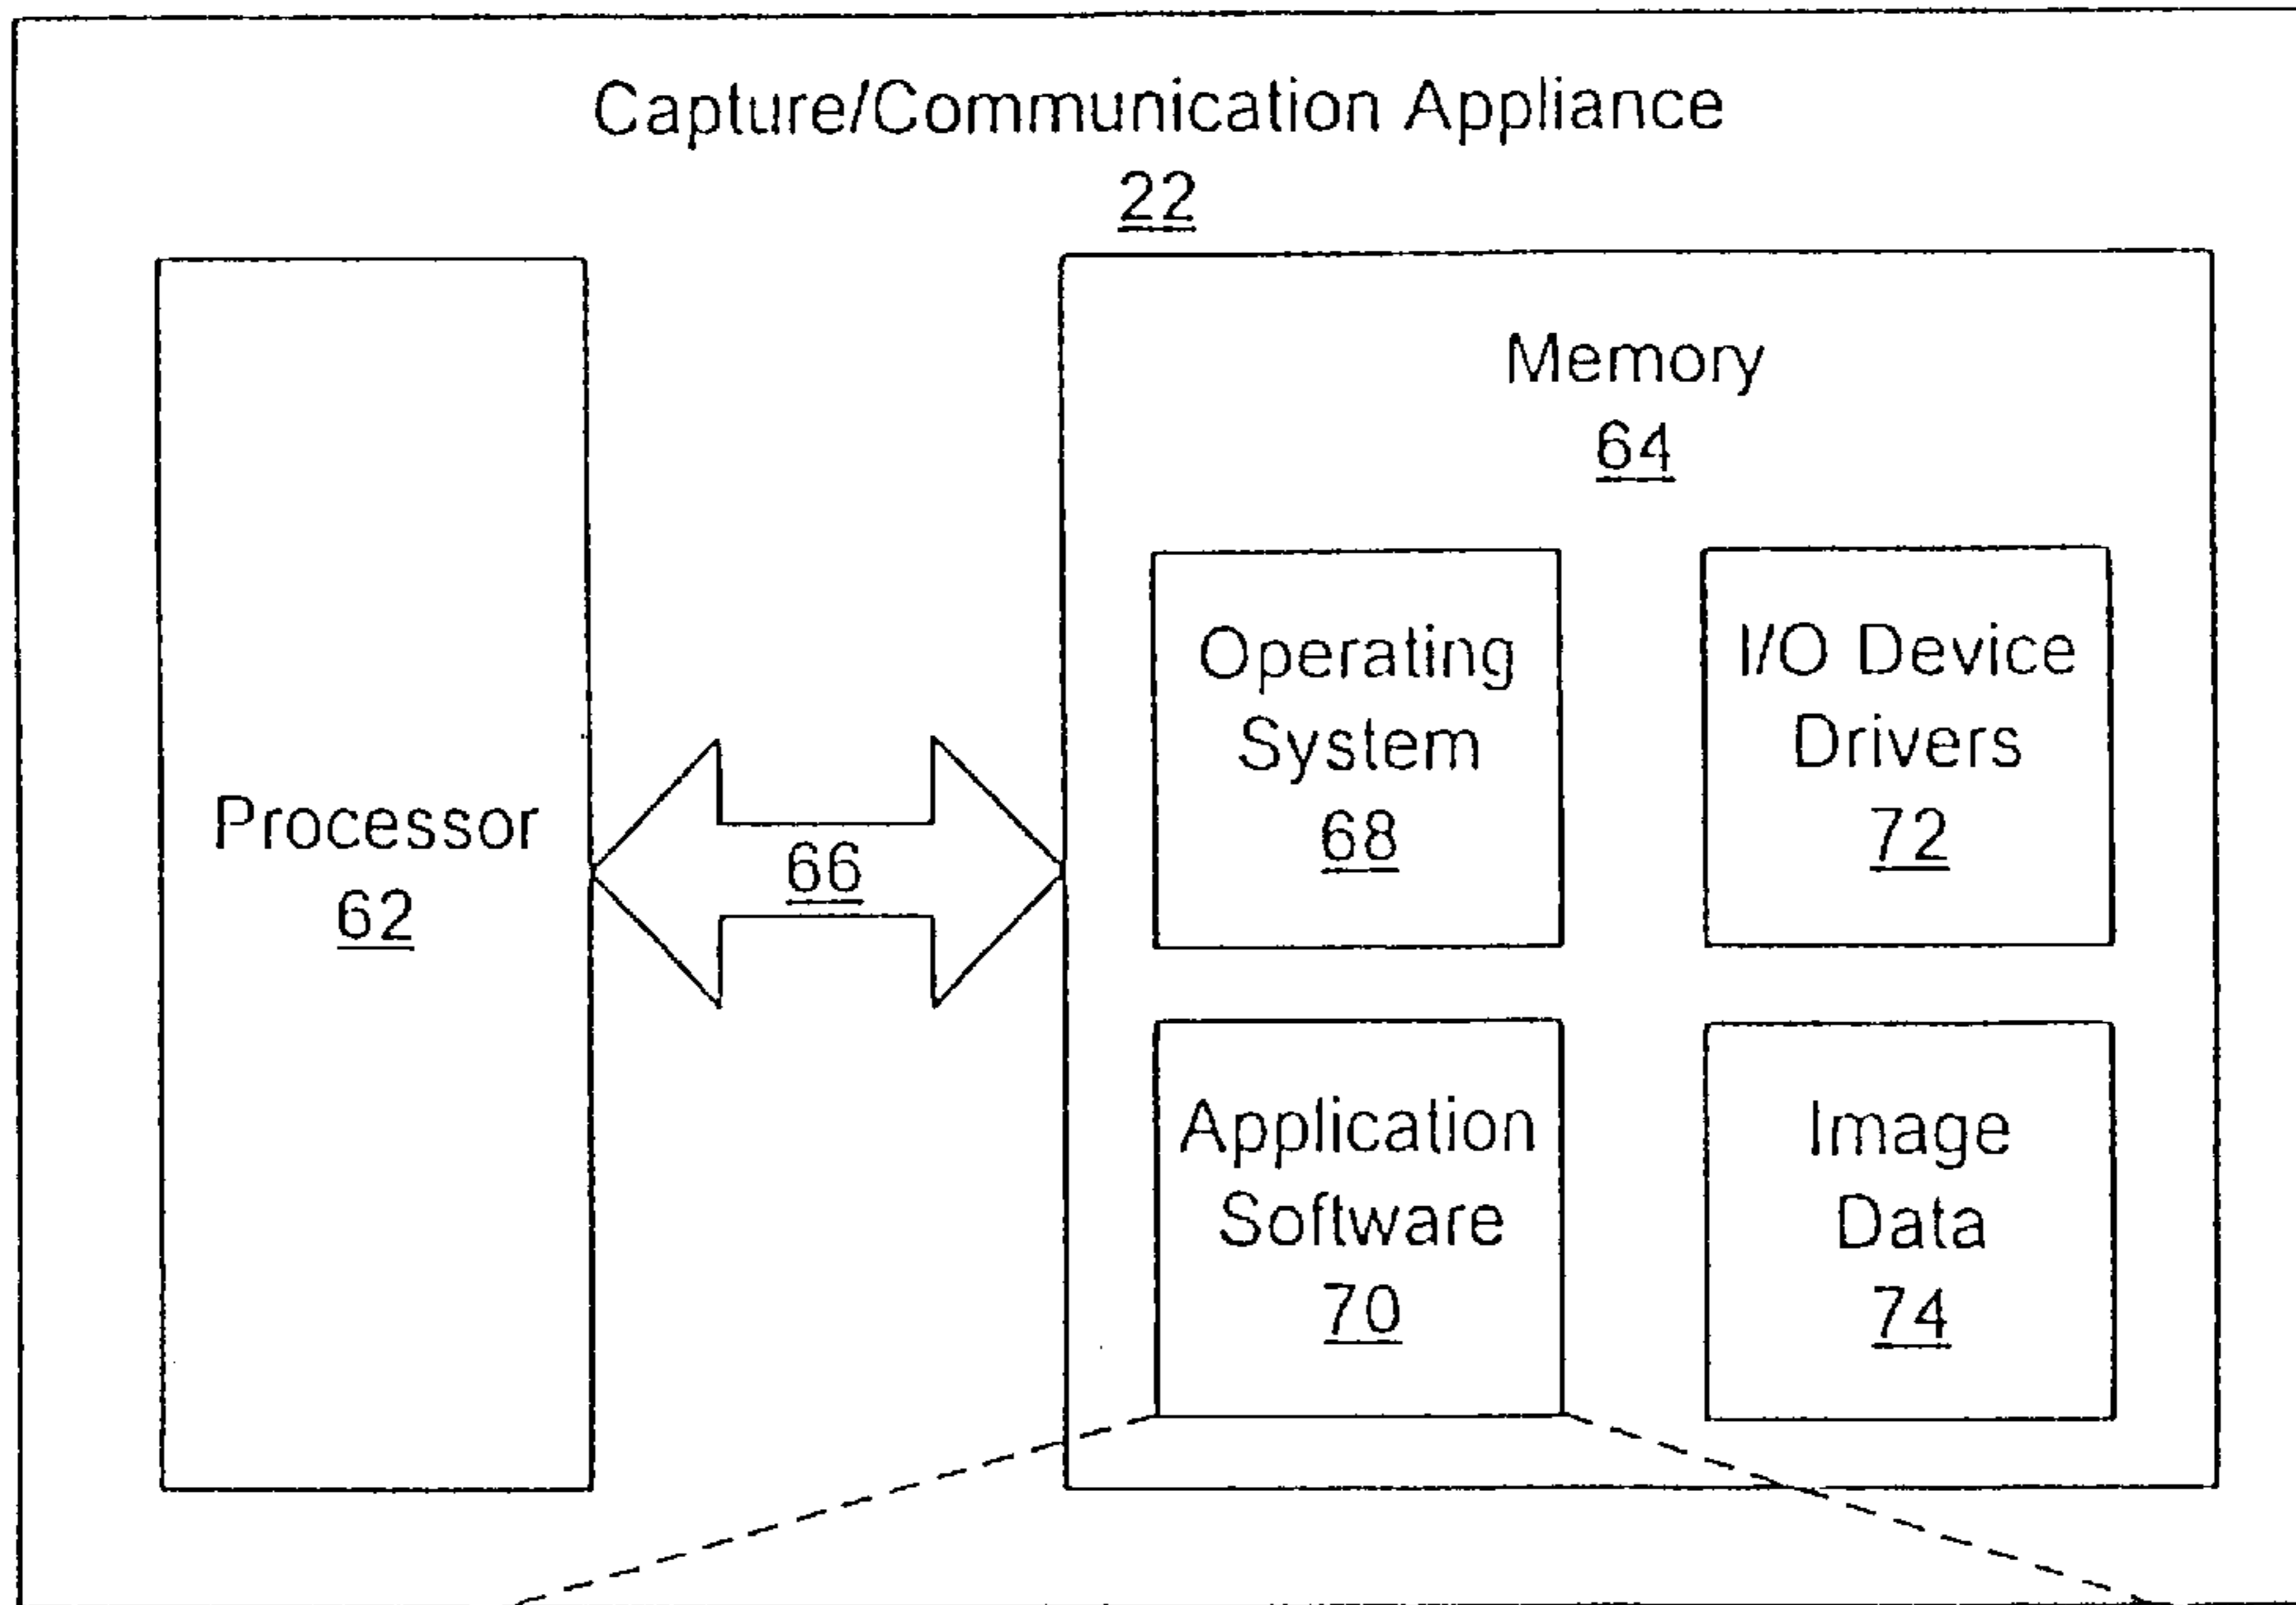 Capture/Communication Appliance
22
Memory
64
Processor
62
66
Operating
System
68
I/O Device
Drivers
72
Application
Software
70
Image
Data
74